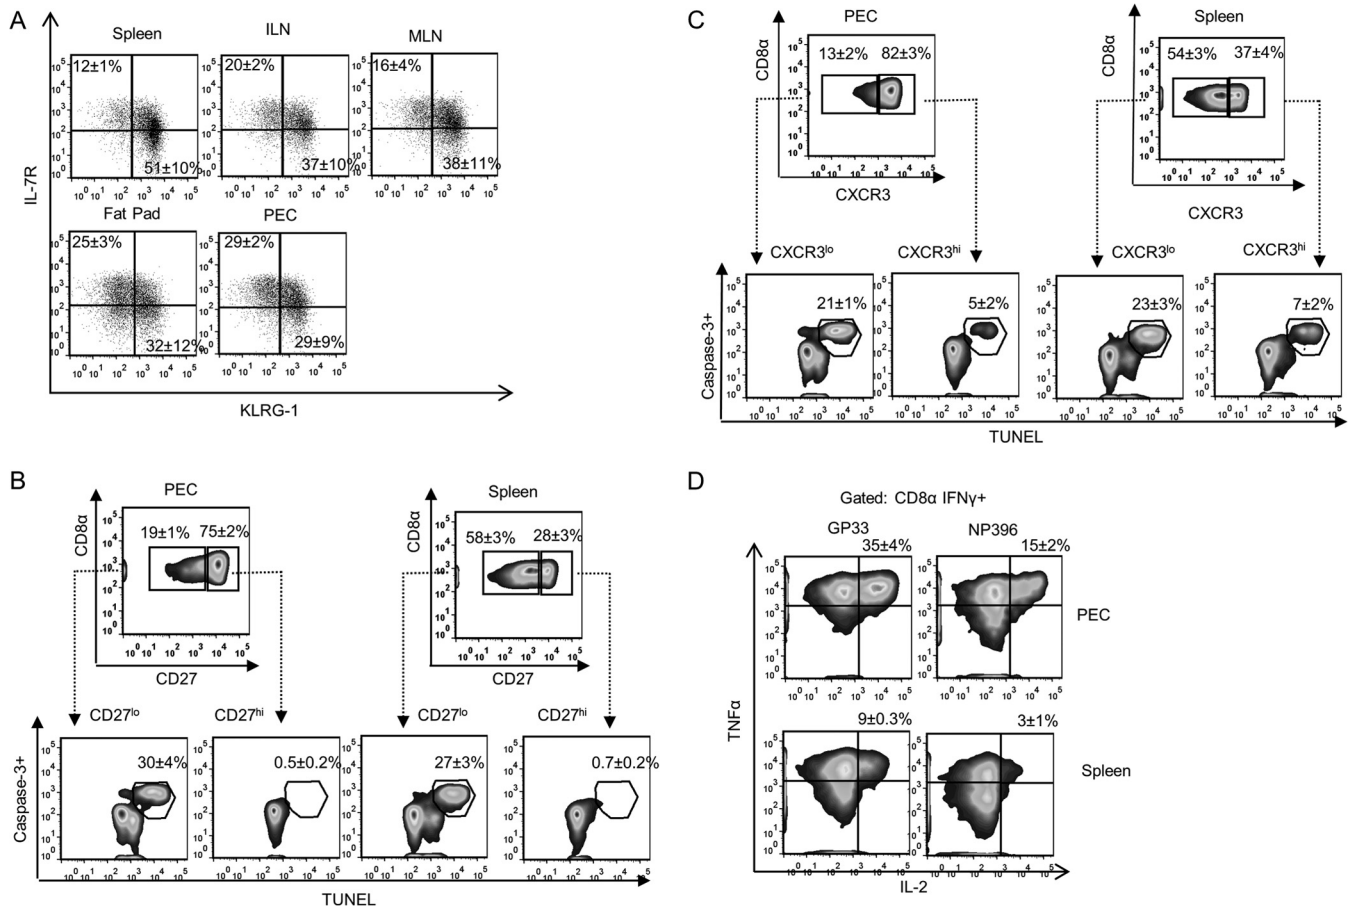 A
Spleen
ILN
MLN
12±1%
20±2%
16±4%
51±10%
37±10%
38±11%
Fat Pad
PEC
25±3%
29±2%
32±12%
29±9%
IL-7R
KLRG-1
B
PEC
Spleen
CD8α
19±1% 75±2%
CD27
CD8α
58±3% 28±3%
CD27
CD27lo
CD27hi
CD27lo
CD27hi
30±4%
0.5±0.2%
27±3%
0.7±0.2%
Caspase-3+
TUNEL
C
PEC
Spleen
CD8α
13±2% 82±3%
CXCR3
CD8α
54±3% 37±4%
CXCR3
CXCR3lo
CXCR3hi
CXCR3lo
CXCR3hi
21±1%
5±2%
23±3%
7±2%
Caspase-3+
TUNEL
D
Gated: CD8α IFNγ+
GP33
NP396
35±4%
15±2%
PEC
9±0.3%
3±1%
Spleen
TNFα
IL-2